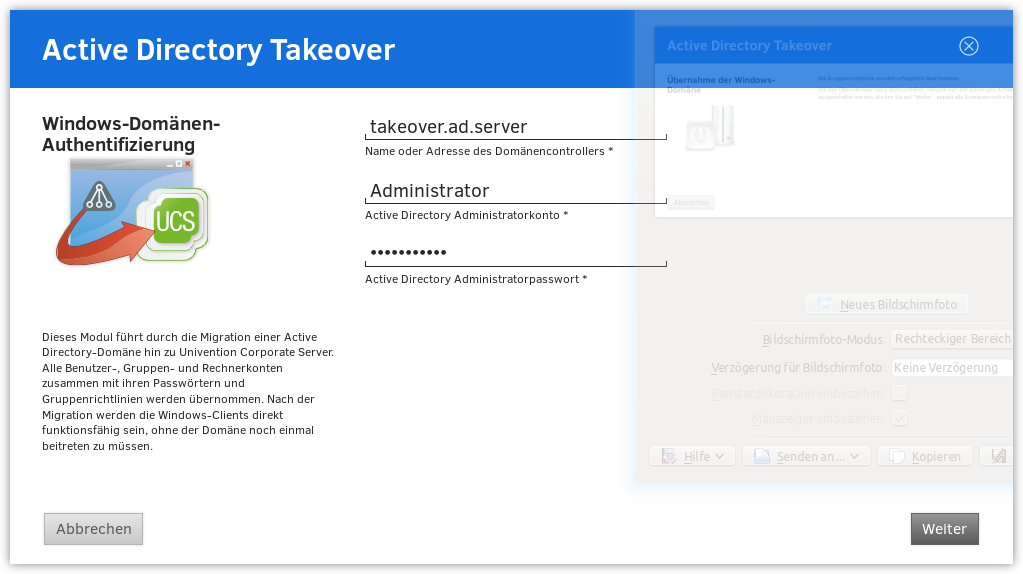 Active Directory Takeover
Windows-Domänen-
Authentifizierung
UCS
takeover.ad.server
Name oder Adresse des Domänencontrollers *
Administrator
Active Directory Administratorkonto *
•••••••••••
Active Directory Administratorpasswort *
Dieses Modul führt durch die Migration einer Active
Directory-Domäne hin zu Univention Corporate Server.
Alle Benutzer-, Gruppen- und Rechnerkonten
zusammen mit ihren Passwörtern und
Gruppenrichtlinien werden übernommen. Nach der
Migration werden die Windows-Clients direkt
funktionsfähig sein, ohne der Domäne noch einmal
beitreten zu müssen.
Abbrechen
Weiter
Active Directory Takeover
Übernahme der Windows-
Domäne
Die Gruppenrichtlinien wurden erfolgreich übernommen.
Abbrechen
Neues Bildschirmfoto
Bildschirmfoto-Modus: Rechteckiger Bereich
Verzögerung für Bildschirmfoto: Keine Verzögerung
Fensterdekoration einbeziehen:
Mauszeiger einbeziehen:
Hilfe
Senden an ...
Kopieren